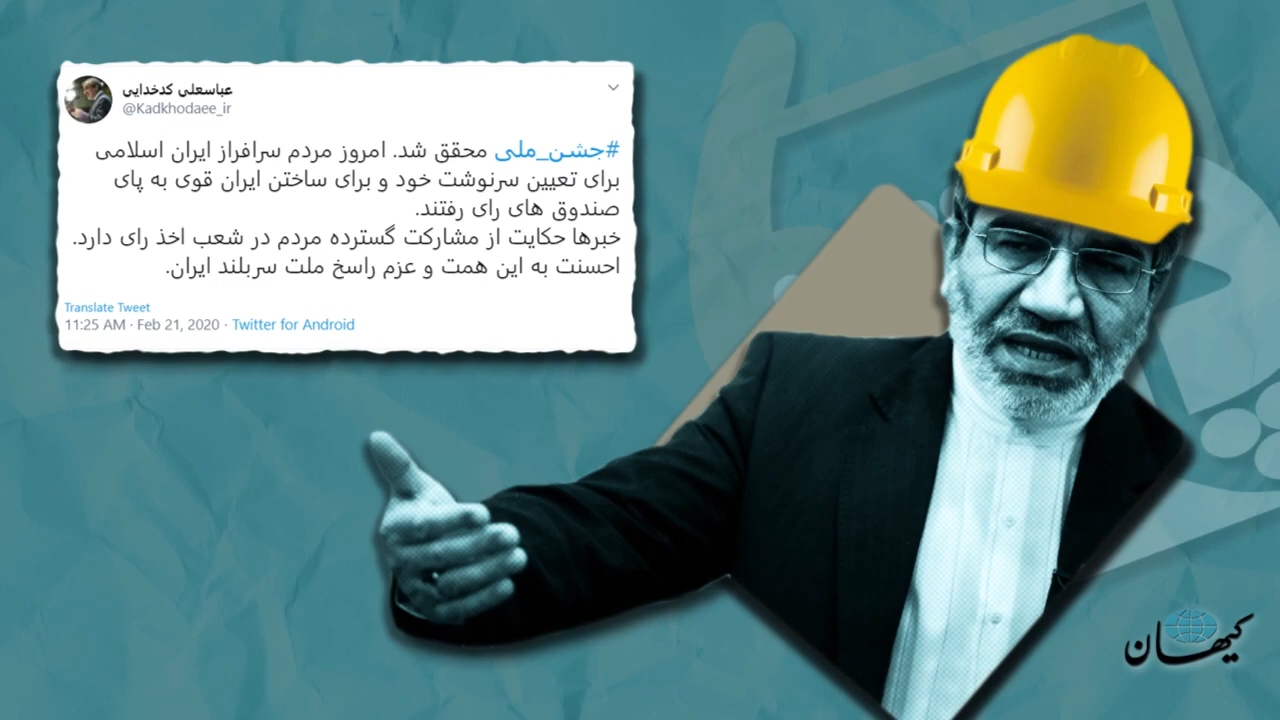 عباسعلی کدخدایی
@Kadkhodaee_ir
#جشن_ملی محقق شد. امروز مردم سرافراز ایران اسلامی
برای تعیین سرنوشت خود و برای ساختن ایران قوی به پای
صندوق های رای رفتند.
خبرها حکایت از مشارکت گسترده مردم در شعب اخذ رای دارد.
احسنت به این همت و عزم راسخ ملت سربلند ایران.
Translate Tweet
11:25 AM · Feb 21, 2020 · Twitter for Android
کیهان